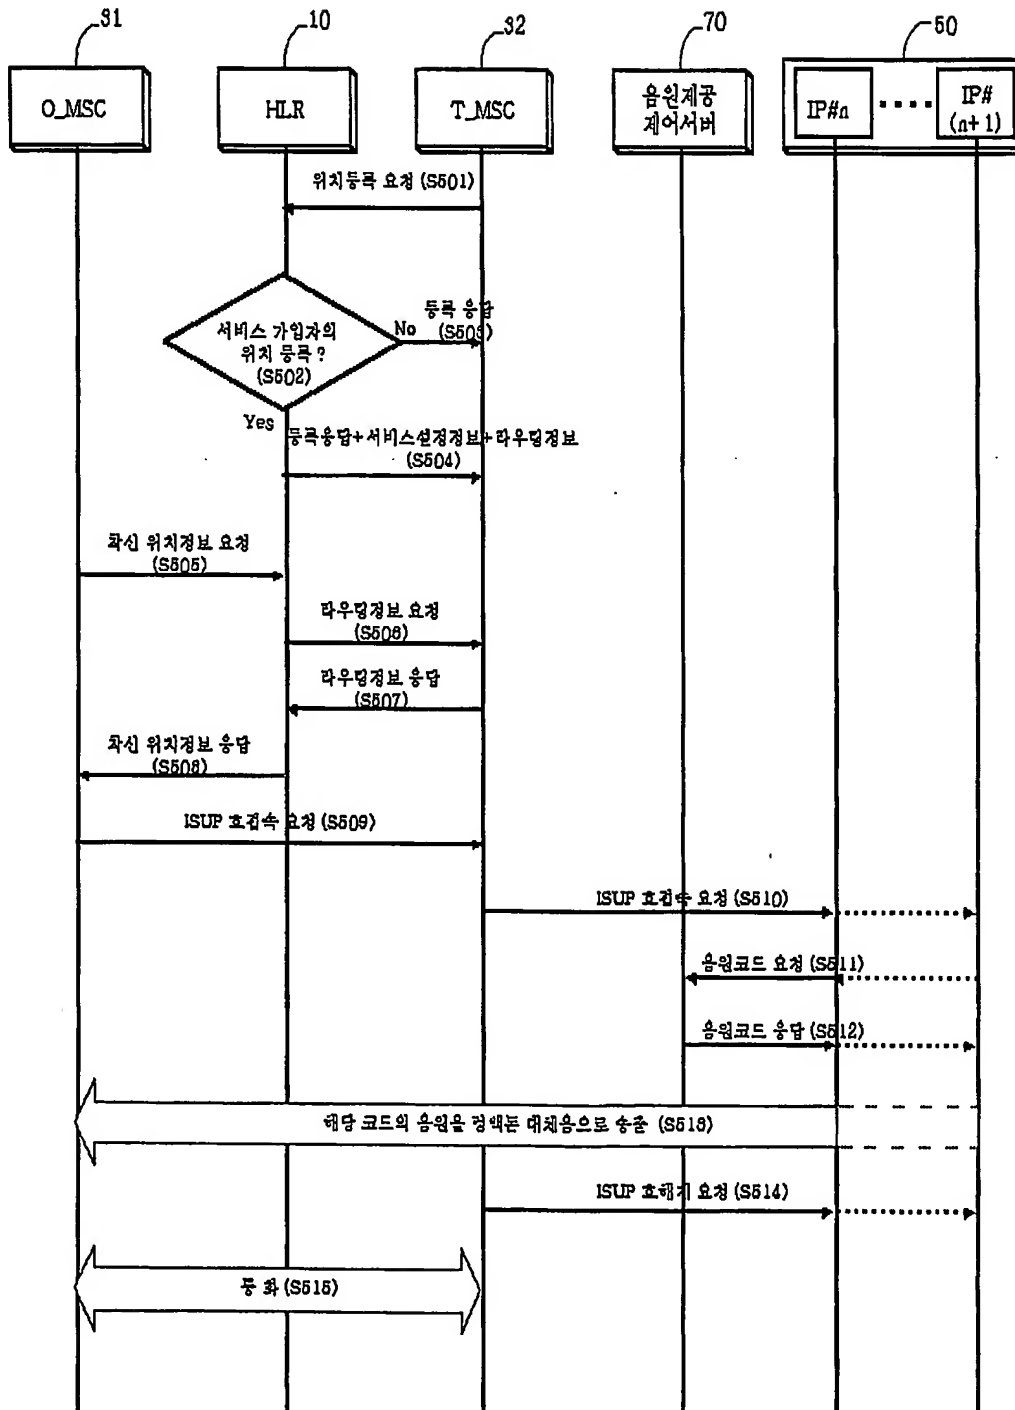 31
10
32
70
50
O_MSC
HLR
T_MSC
음원제공
제어서버
IP#n
IP#
(n+1)
위치등록 요청 (S501)
서비스 가입자의
위치 등록?
(S502)
No
등록 응답
(S503)
Yes
등록응답+서비스설정정보+라우팅정보
(S504)
착신 위치정보 요청
(S505)
라우팅정보 요청
(S506)
라우팅정보 응답
(S507)
착신 위치정보 응답
(S508)
ISUP 호접속 요청 (S509)
ISUP 호접속 요청 (S510)
음원코드 요청 (S511)
음원코드 응답 (S512)
해당 코드의 음원을 링백톤 대체음으로 송출 (S513)
ISUP 호해제 요청 (S514)
통 화 (S515)